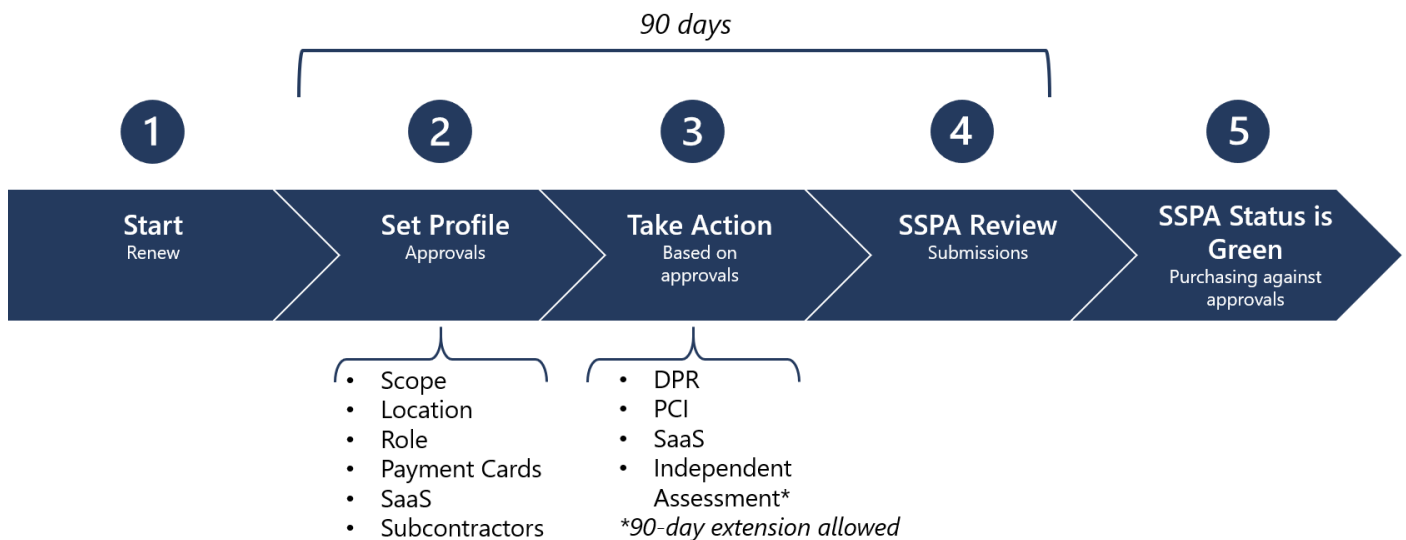 90 days
1
2
3
4
5
Start
Renew
Set Profile
Approvals
Take Action
Based on
approvals
SSPA Review
Submissions
SSPA Status is
Green
Purchasing against
approvals
• Scope
• Location
• Role
• Payment Cards
• SaaS
• Subcontractors
• DPR
• PCI
• SaaS
• Independent
Assessment*
*90-day extension allowed